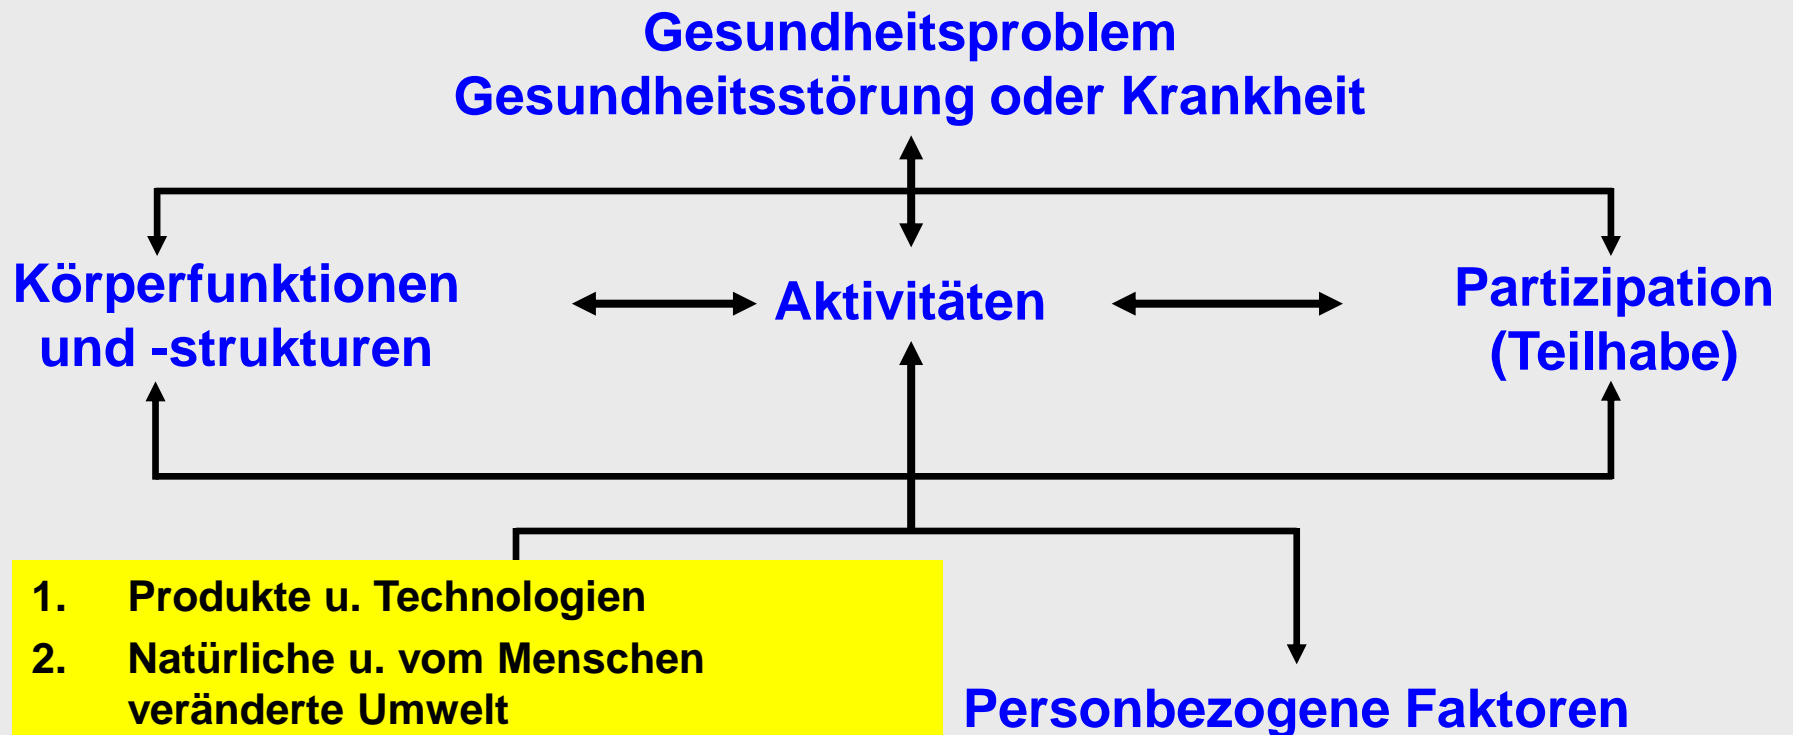 Gesundheitsproblem
Gesundheitsstörung oder Krankheit
Körperfunktionen
und -strukturen
Aktivitäten
Partizipation
(Teilhabe)
1. Produkte u. Technologien
2. Natürliche u. vom Menschen
veränderte Umwelt
Personbezogene Faktoren